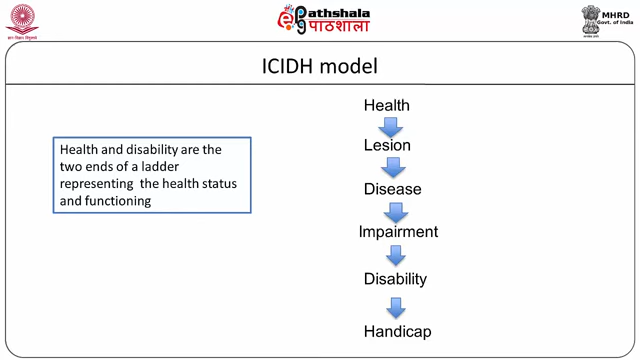 Pathshala
पाठशाला
MHRD
Govt. of India
ICIDH model
Health and disability are the
two ends of a ladder
representing the health status
and functioning
Health
Lesion
Disease
Impairment
Disability
Handicap